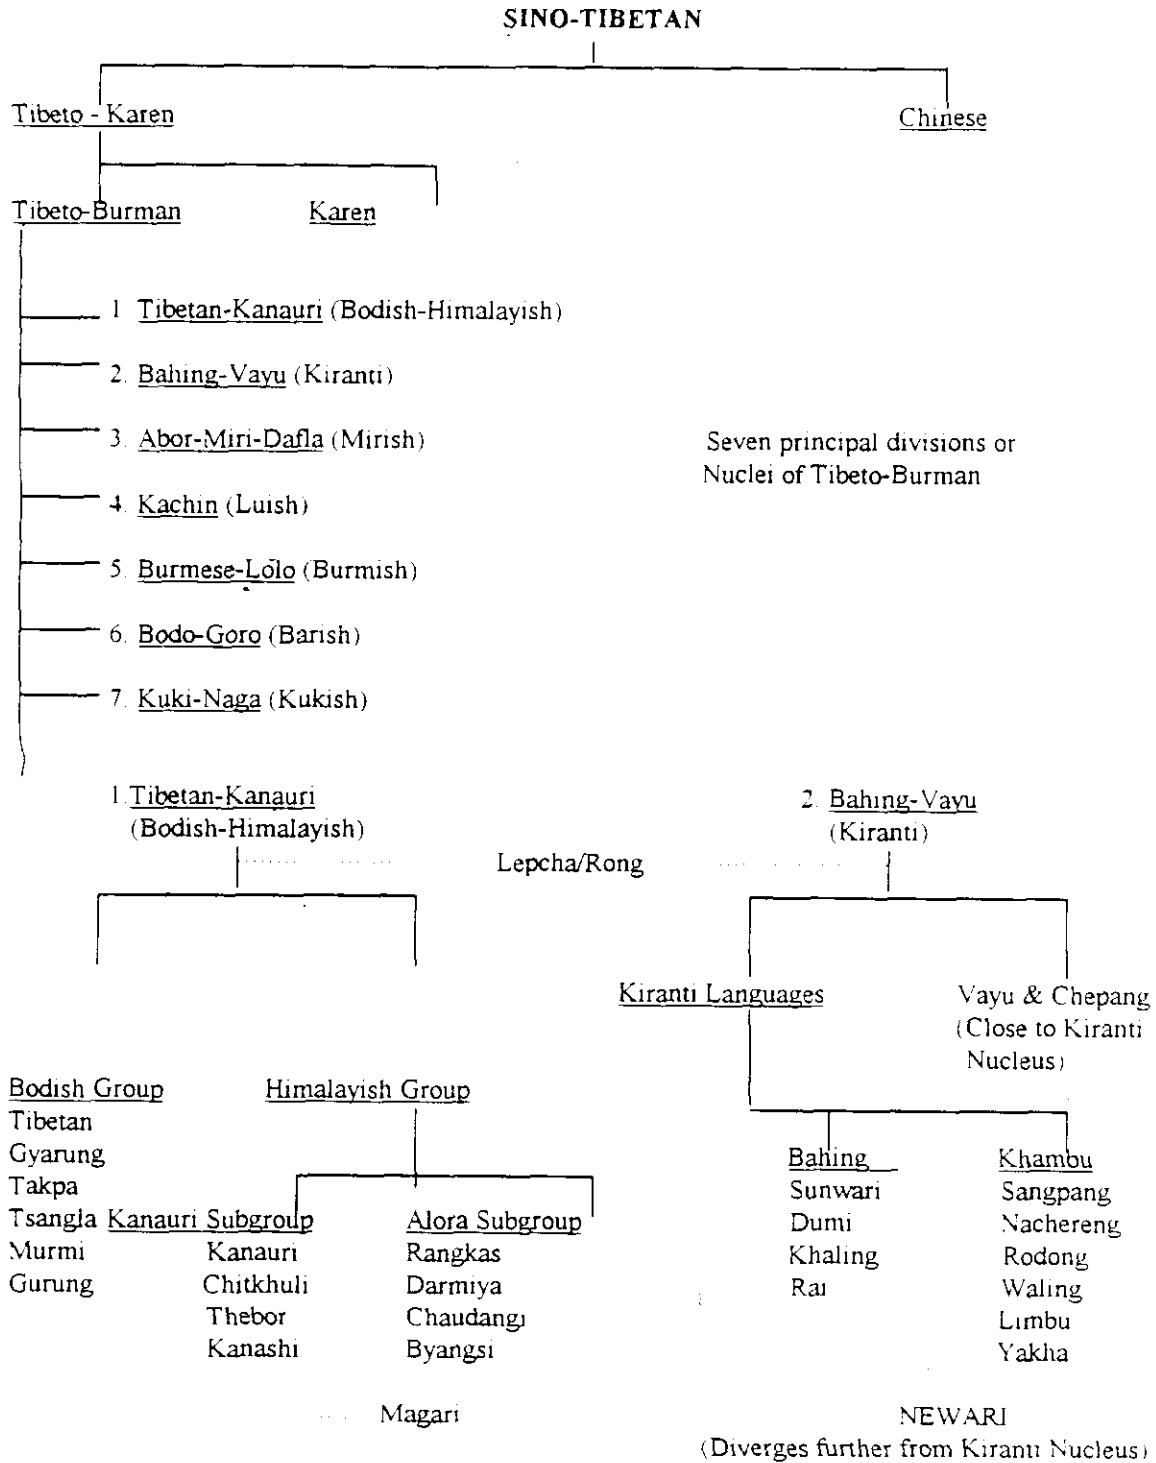 SINO-TIBETAN
Tibeto - Karen
Chinese
Tibeto-Burman
Karen
1 Tibetan-Kanauri (Bodish-Himalayish)
2. Bahing-Vayu (Kiranti)
3. Abor-Miri-Dafla (Mirish)
4. Kachin (Luish)
5. Burmese-Lolo (Burmish)
6. Bodo-Goro (Barish)
7. Kuki-Naga (Kukish)
Seven principal divisions or
Nuclei of Tibeto-Burman
1. Tibetan-Kanauri
(Bodish-Himalayish)
Lepcha/Rong
2. Bahing-Vayu
(Kiranti)
Kiranti Languages
Vayu & Chepang
(Close to Kiranti
Nucleus)
Bodish Group
Tibetan
Gyarung
Takpa
Tsangla
Murmi
Gurung
Himalayish Group
Kanauri Subgroup
Kanauri
Chitkhuli
Thebor
Kanashi
Alora Subgroup
Rangkas
Darmiya
Chaudangi
Byangsi
Magari
Bahing
Sunwari
Dumi
Khaling
Rai
Khambu
Sangpang
Nachereng
Rodong
Waling
Limbu
Yakha
NEWARI
(Diverges further from Kiranti Nucleus)